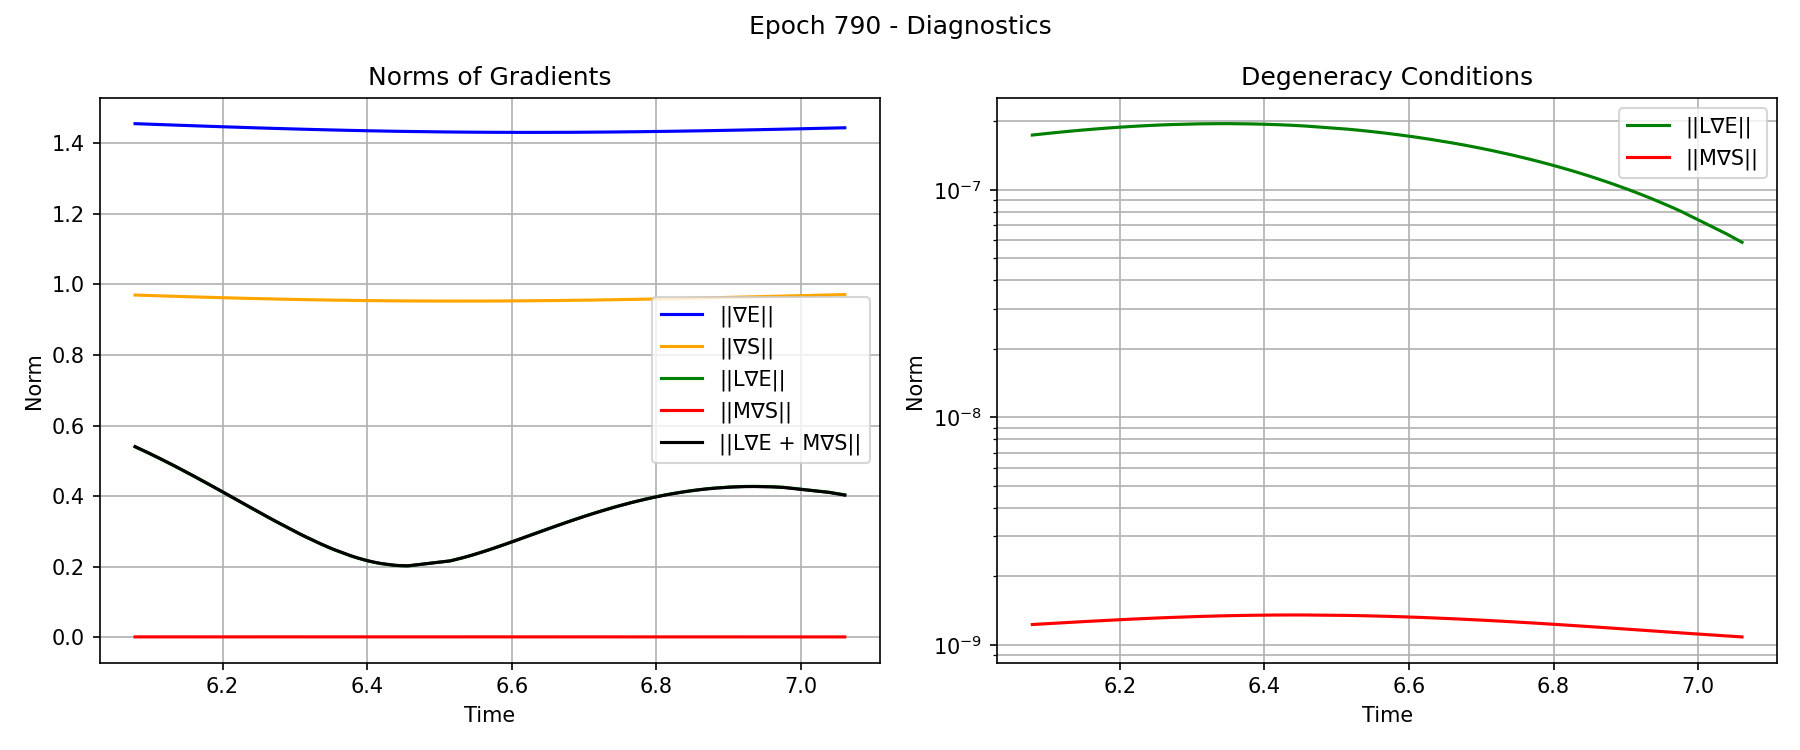 Epoch 790 - Diagnostics
Norms of Gradients
Norm
1.4
1.2
1.0
0.8
0.6
0.4
0.2
0.0
||∇E||
||∇S||
||L∇E||
||M∇S||
||L∇E + M∇S||
6.2 6.4 6.6 6.8 7.0
Time
Degeneracy Conditions
Norm
10⁻⁷
10⁻⁸
10⁻⁹
||L∇E||
||M∇S||
6.2 6.4 6.6 6.8 7.0
Time